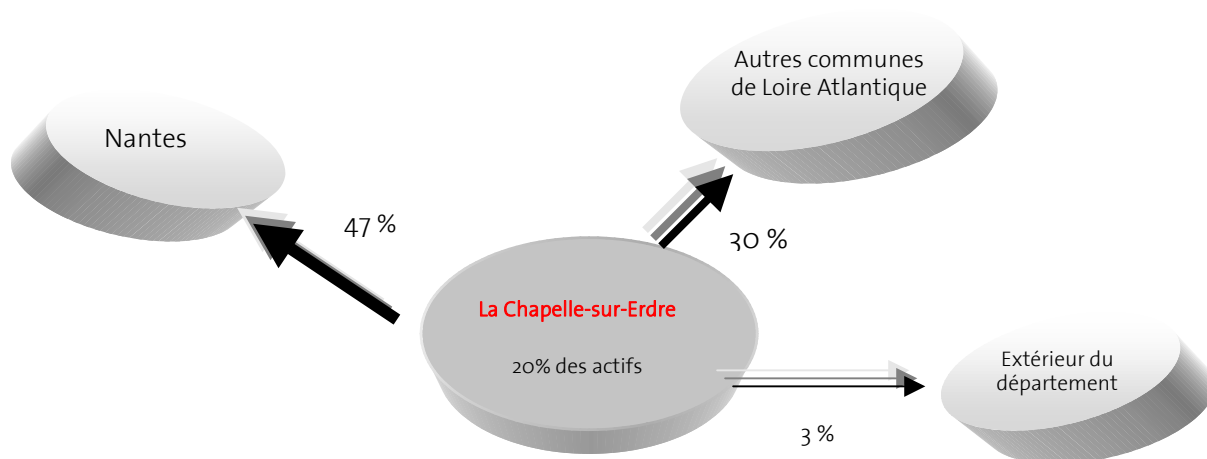 Autres communes
de Loire Atlantique
Nantes
47 %
30 %
La Chapelle-sur-Erdre
20% des actifs
Extérieur du
département
3 %